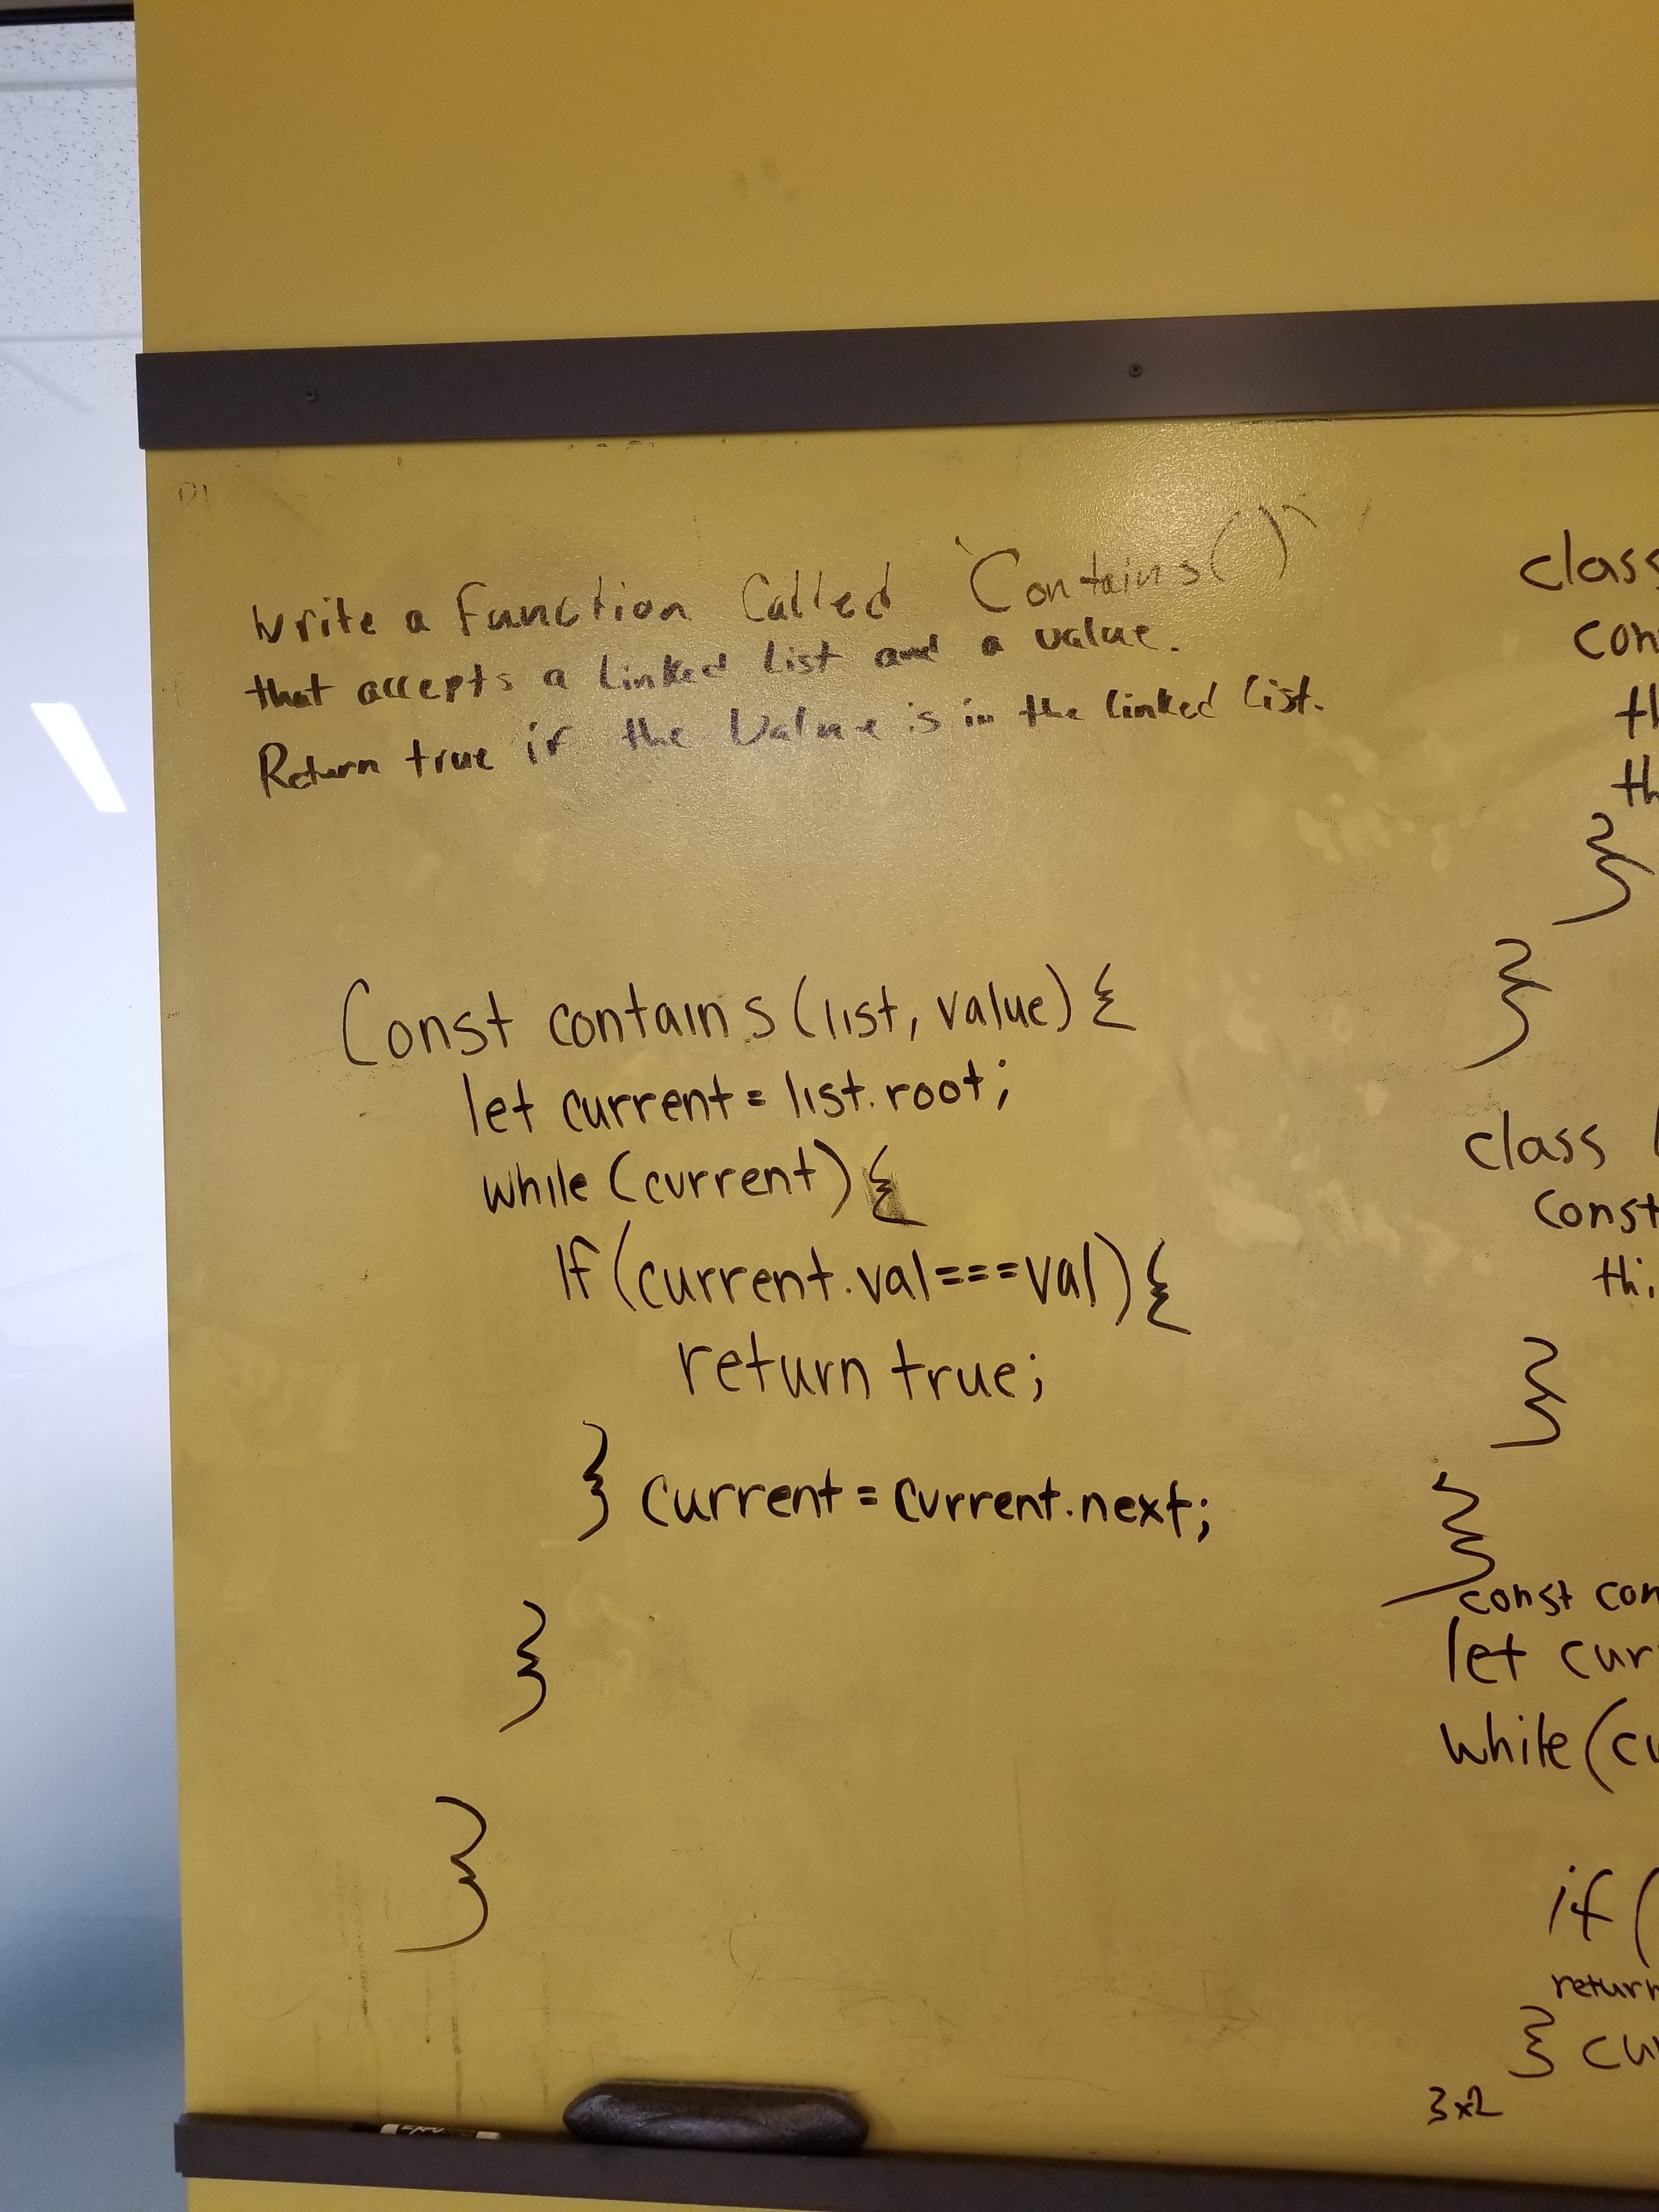 Write a function Called `Contains()`
that accepts a Linked List and a value.
Return true if the Value is in the linked list.
Const contains(list, value){
let current = list.root;
while (current) {
If (current.val===val) {
return true;
} current = current.next;
}
}
class
con
th
th
}
}
class
const
thi
}
}
const con
let cur
while (cu
if (
return
} cu
3x2